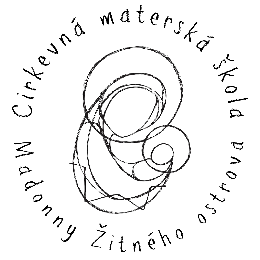 Cirkevná materská škola
Madonny Žitného ostrova